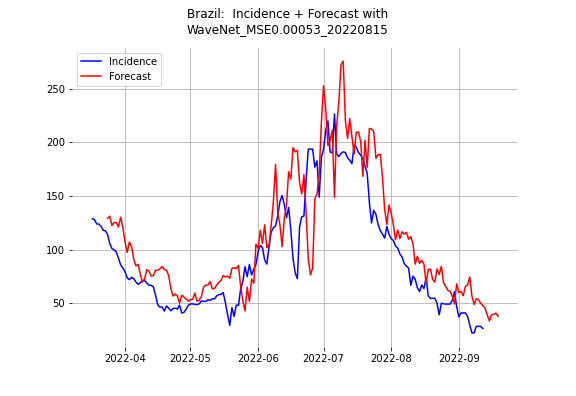 Brazil:  Incidence + Forecast with
WaveNet_MSE0.00053_20220815
Incidence
Forecast
250
200
150
100
50
2022-04
2022-05
2022-06
2022-07
2022-08
2022-09